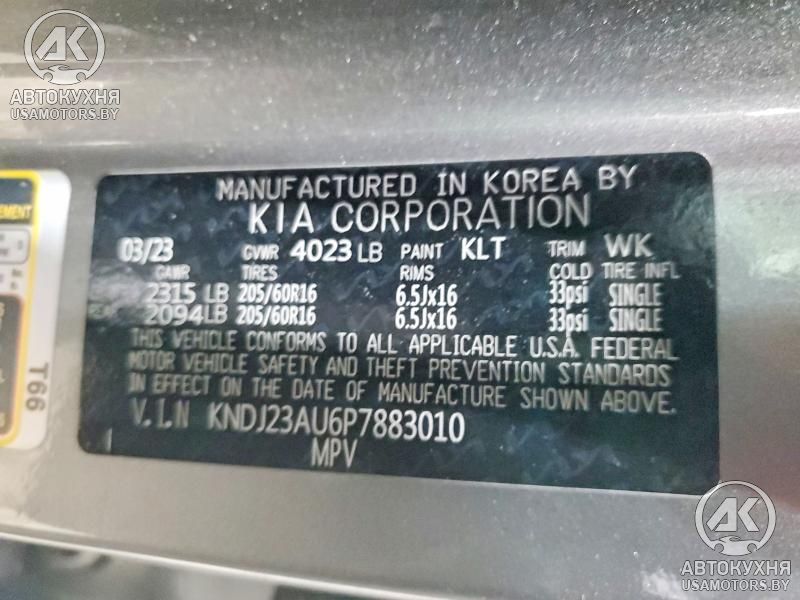 AK
АВТОКУХНЯ
USAMOTORS.BY
MANUFACTURED IN KOREA BY
KIA CORPORATION
03/23 GVWR 4023 LB PAINT KLT TRIM WK
GAWR TIRES RIMS COLD TIRE INFL
2315 LB 205/60R16 6.5Jx16 33psi SINGLE
2094 LB 205/60R16 6.5Jx16 33psi SINGLE
THIS VEHICLE CONFORMS TO ALL APPLICABLE U.S.A. FEDERAL
MOTOR VEHICLE SAFETY AND THEFT PREVENTION STANDARDS
IN EFFECT ON THE DATE OF MANUFACTURE SHOWN ABOVE.
V.I.N KNDJ23AU6P7883010
MPV
T66
AK
АВТОКУХНЯ
USAMOTORS.BY